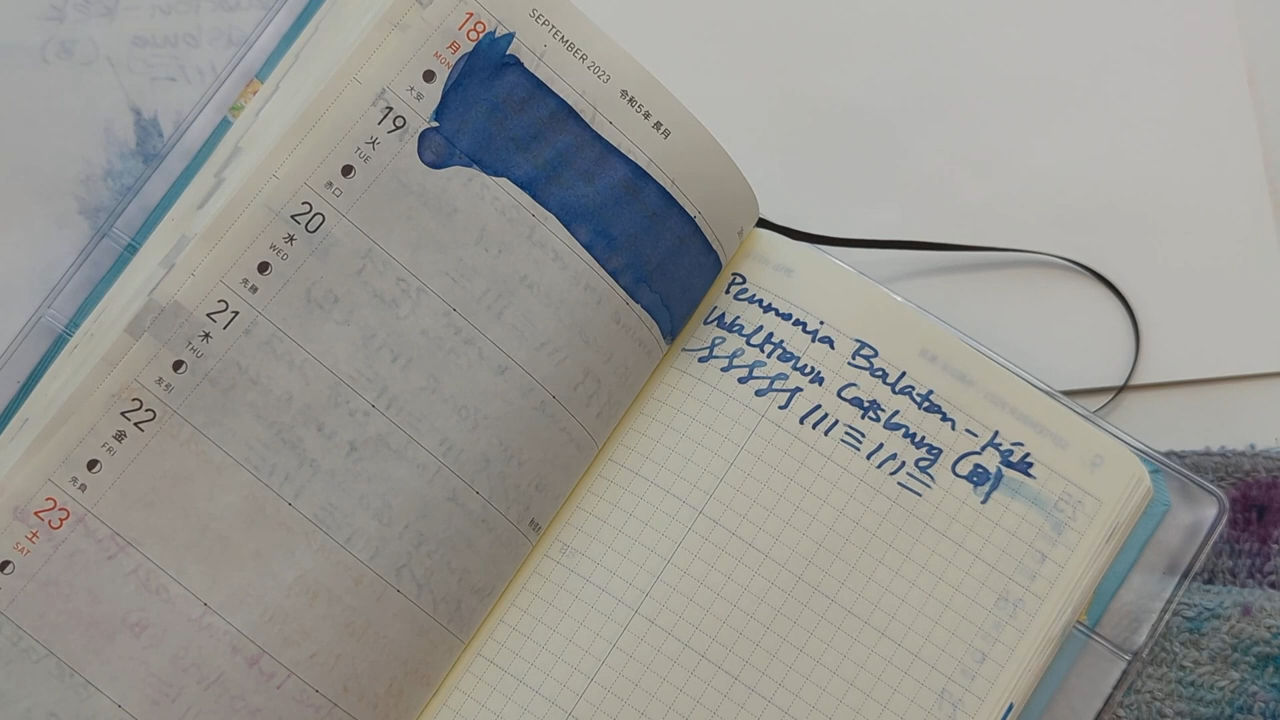 SEPTEMBER 2023 令和5年 長月
18
月
MON
大安
19
火
TUE
赤口
20
水
WED
先勝
21
木
THU
友引
22
金
FRI
先負
23
土
SAT
Pennonia Balaton-Kék
Walltown Catsburg (B)